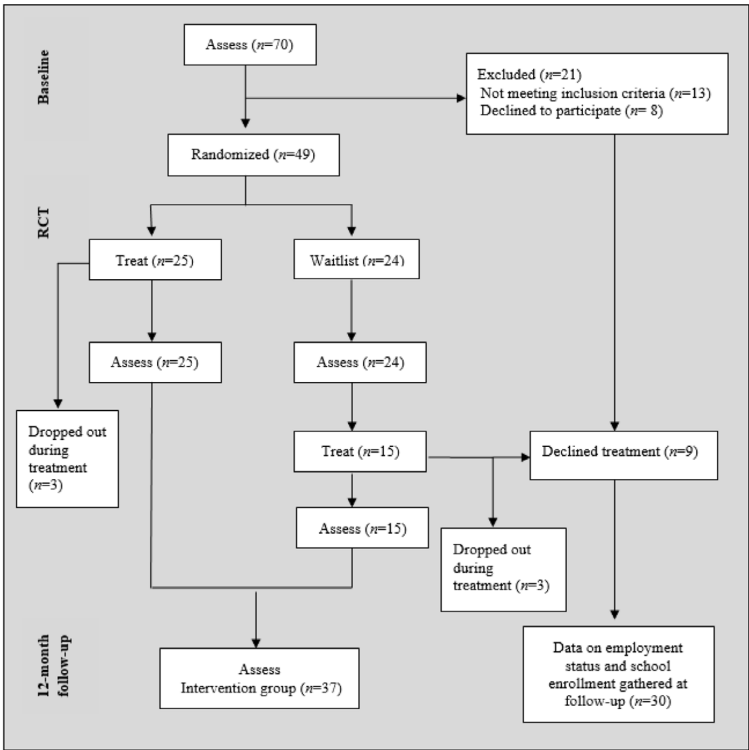 Baseline
Assess (n=70)
Excluded (n=21)
Not meeting inclusion criteria (n=13)
Declined to participate (n= 8)
Randomized (n=49)
RCT
Treat (n=25)
Waitlist (n=24)
Assess (n=25)
Assess (n=24)
Dropped out
during
treatment
(n=3)
Treat (n=15)
Declined treatment (n=9)
Assess (n=15)
Dropped out
during
treatment (n=3)
12-month
follow-up
Assess
Intervention group (n=37)
Data on employment
status and school
enrollment gathered at
follow-up (n=30)